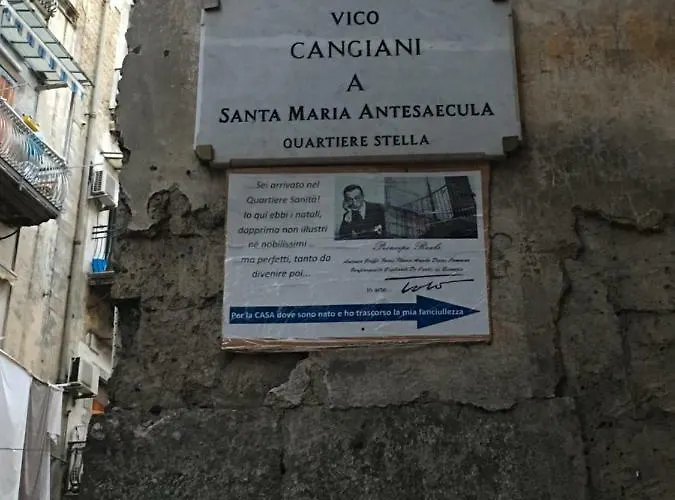 VICO
CANGIANI
A
SANTA MARIA ANTESAECULA
QUARTIERE STELLA
...Sei arrivato nel
Quartiere Sanità!
Io qui ebbi i natali,
dapprima non illustri
nè nobilissimi ...
ma perfetti, tanto da
divenire poi...
Principe Reale
In arte... Totò
Per la CASA dove sono nato e ho trascorso la mia fanciullezza